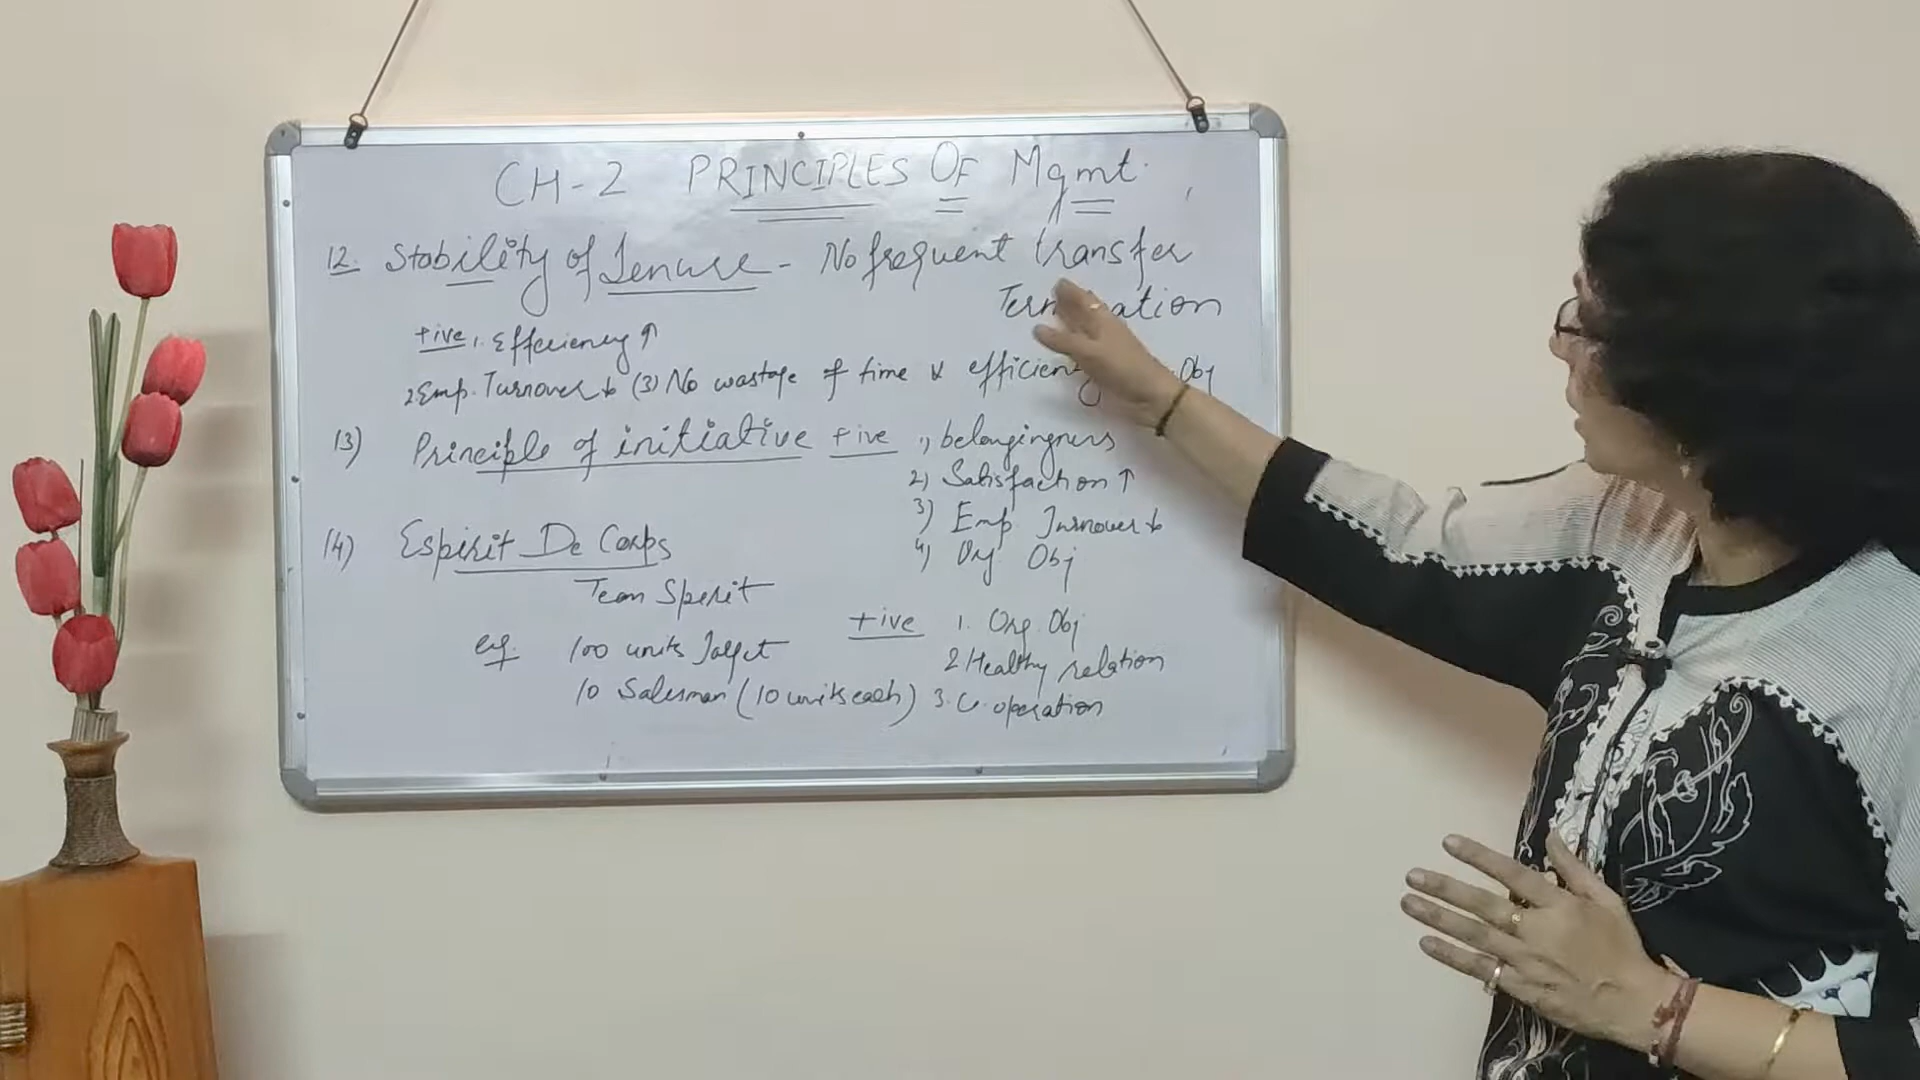 CH-2 PRINCIPLES OF Mgmt.
12. Stability of Tenure - No frequent transfer
Termination
+ive 1. Efficiency ↑
2. Emp. Turnover ↓ (3) No wastage of time & efficiency Obj
13) Principle of initiative +ive 1) belongingness
2) Satisfaction ↑
3) Emp. Turnover ↓
4) Org Obj
14) Espirit De Corps
Team Spirit
+ive 1. Org. Obj
eg. 100 units Target
2 Healthy relation
10 Salesman (10 units each) 3. Co-operation